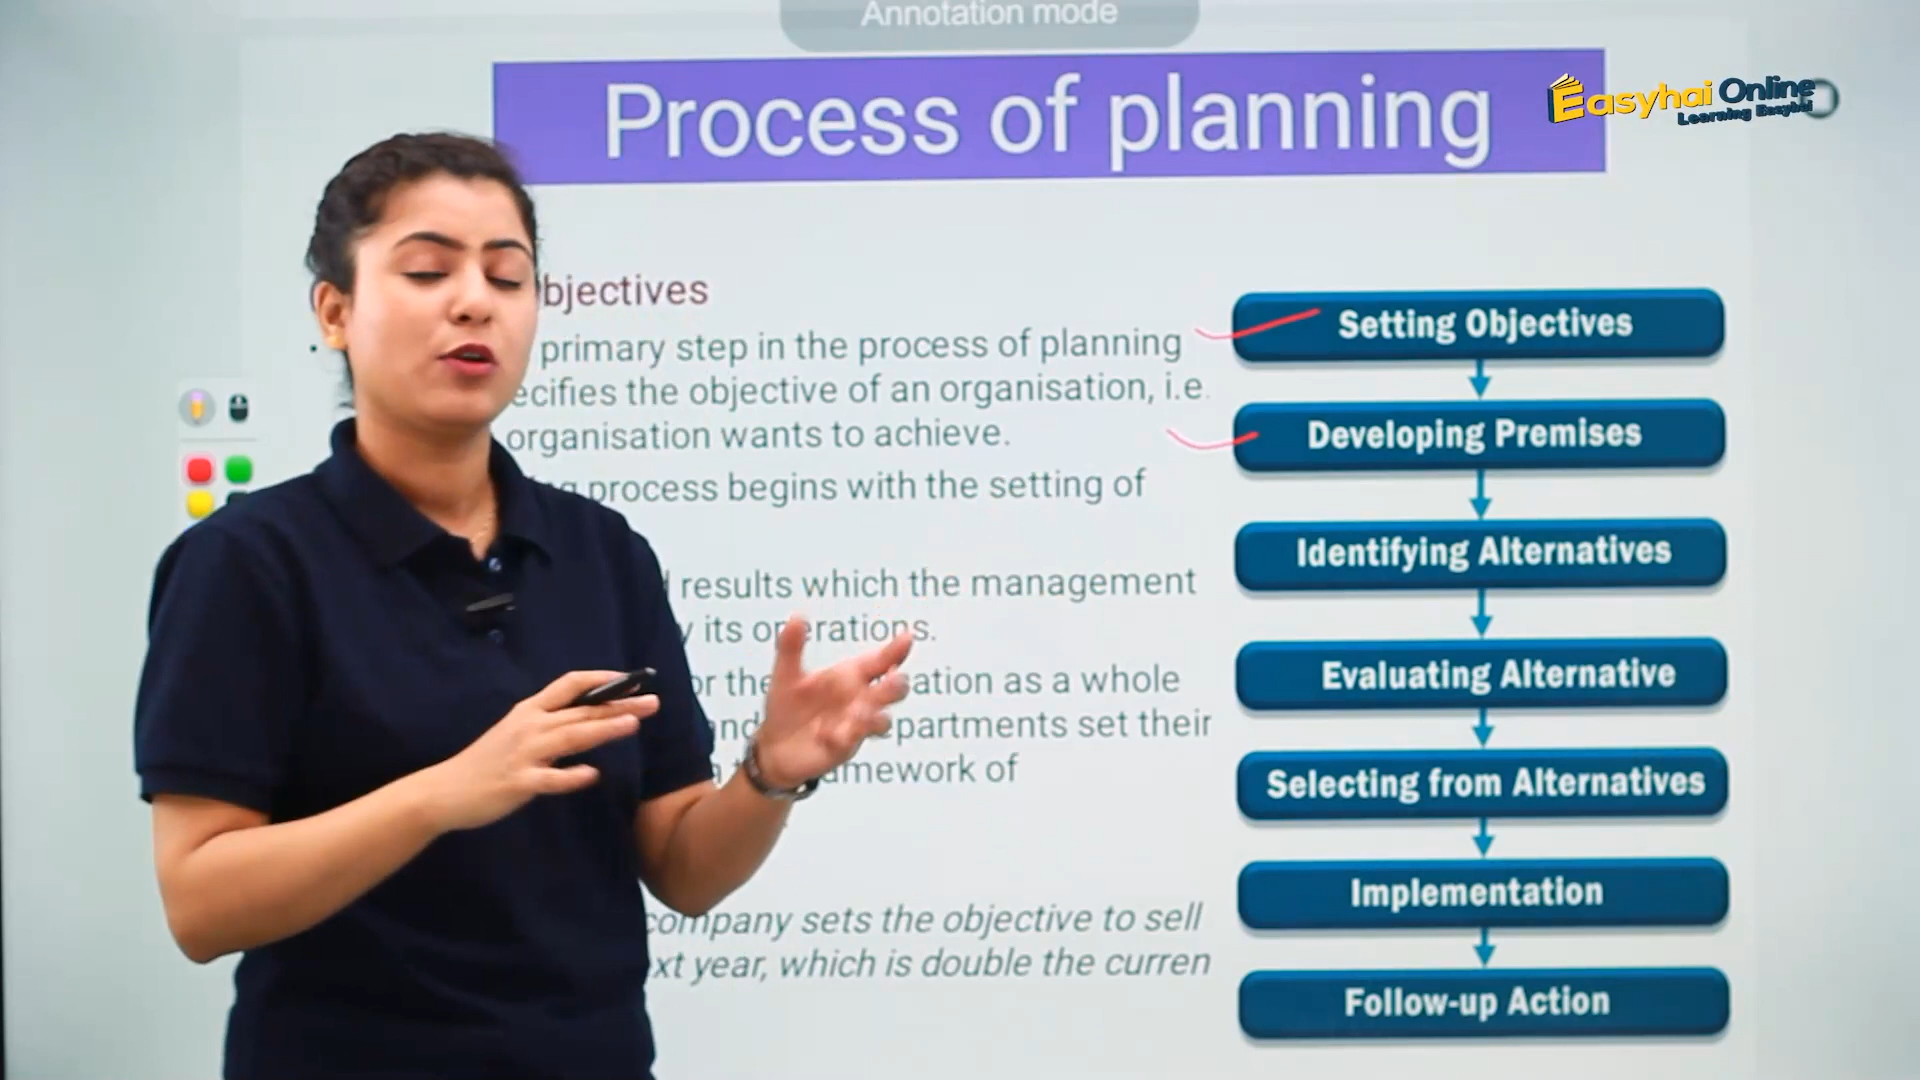 Annotation mode
Process of planning
Easyhai Online
Learning Easyhai
bjectives
primary step in the process of planning
ecifies the objective of an organisation, i.e.
organisation wants to achieve.
process begins with the setting of
results which the management
y its operations.
or the sation as a whole
and partments set their
amework of
company sets the objective to sell
xt year, which is double the curren
Setting Objectives
Developing Premises
Identifying Alternatives
Evaluating Alternative
Selecting from Alternatives
Implementation
Follow-up Action